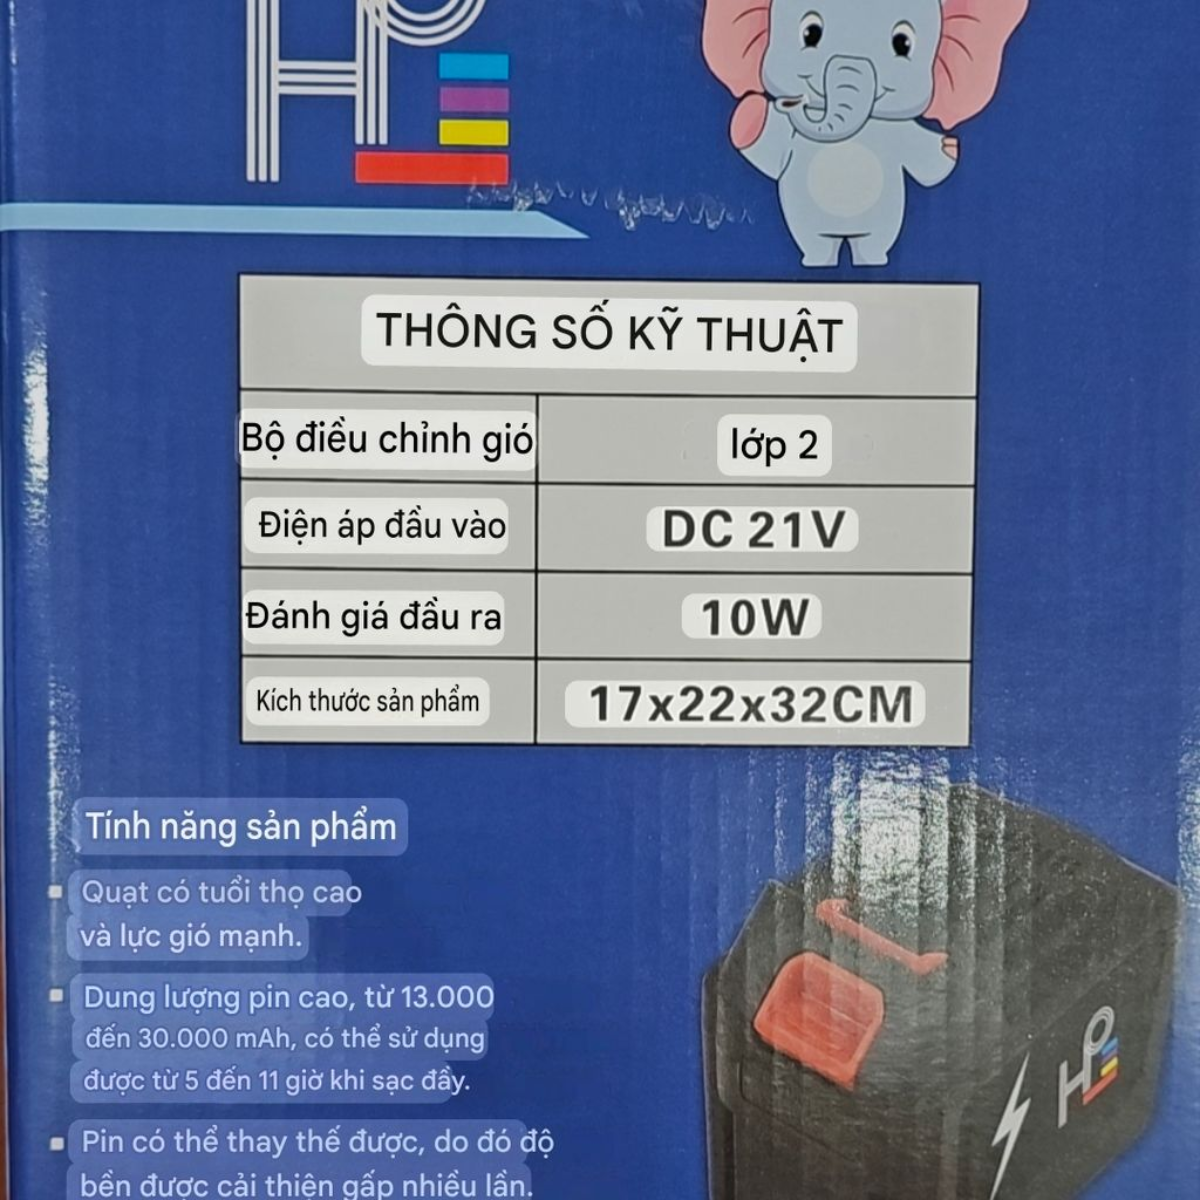 HP
THÔNG SỐ KỸ THUẬT
Bộ điều chỉnh gió lớp 2
Điện áp đầu vào DC 21V
Đánh giá đầu ra 10W
Kích thước sản phẩm 17x22x32CM
Tính năng sản phẩm
Quạt có tuổi thọ cao
và lực gió mạnh.
Dung lượng pin cao, từ 13.000
đến 30.000 mAh, có thể sử dụng
được từ 5 đến 11 giờ khi sạc đầy.
Pin có thể thay thế được, do đó độ
bền được cải thiện gấp nhiều lần.
HP